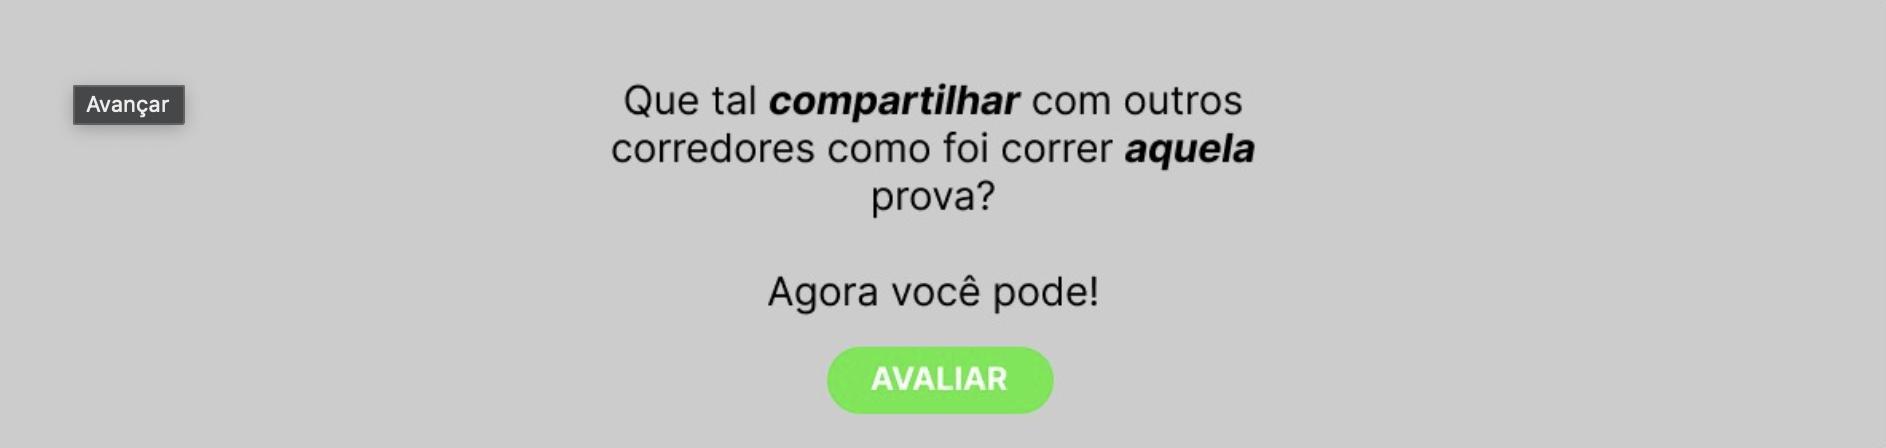 Avançar
Que tal compartilhar com outros
corredores como foi correr aquela
prova?
Agora você pode!
AVALIAR